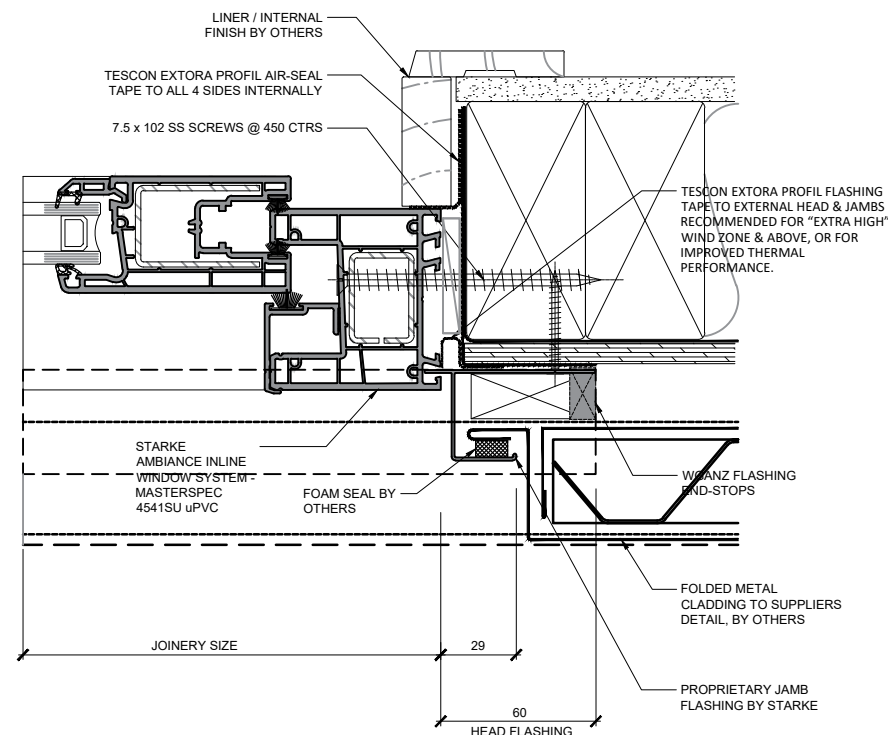 LINER / INTERNAL
FINISH BY OTHERS
TESCON EXTORA PROFIL AIR-SEAL
TAPE TO ALL 4 SIDES INTERNALLY
7.5 x 102 SS SCREWS @ 450 CTRS
TESCON EXTORA PROFIL FLASHING
TAPE TO EXTERNAL HEAD & JAMBS
RECOMMENDED FOR "EXTRA HIGH"
WIND ZONE & ABOVE, OR FOR
IMPROVED THERMAL
PERFORMANCE.
STARKE
AMBIANCE INLINE
WINDOW SYSTEM -
MASTERSPEC
4541SU uPVC
FOAM SEAL BY
OTHERS
WGANZ FLASHING
END-STOPS
FOLDED METAL
CLADDING TO SUPPLIERS
DETAIL, BY OTHERS
JOINERY SIZE
29
PROPRIETARY JAMB
FLASHING BY STARKE
60
HEAD FLASHING